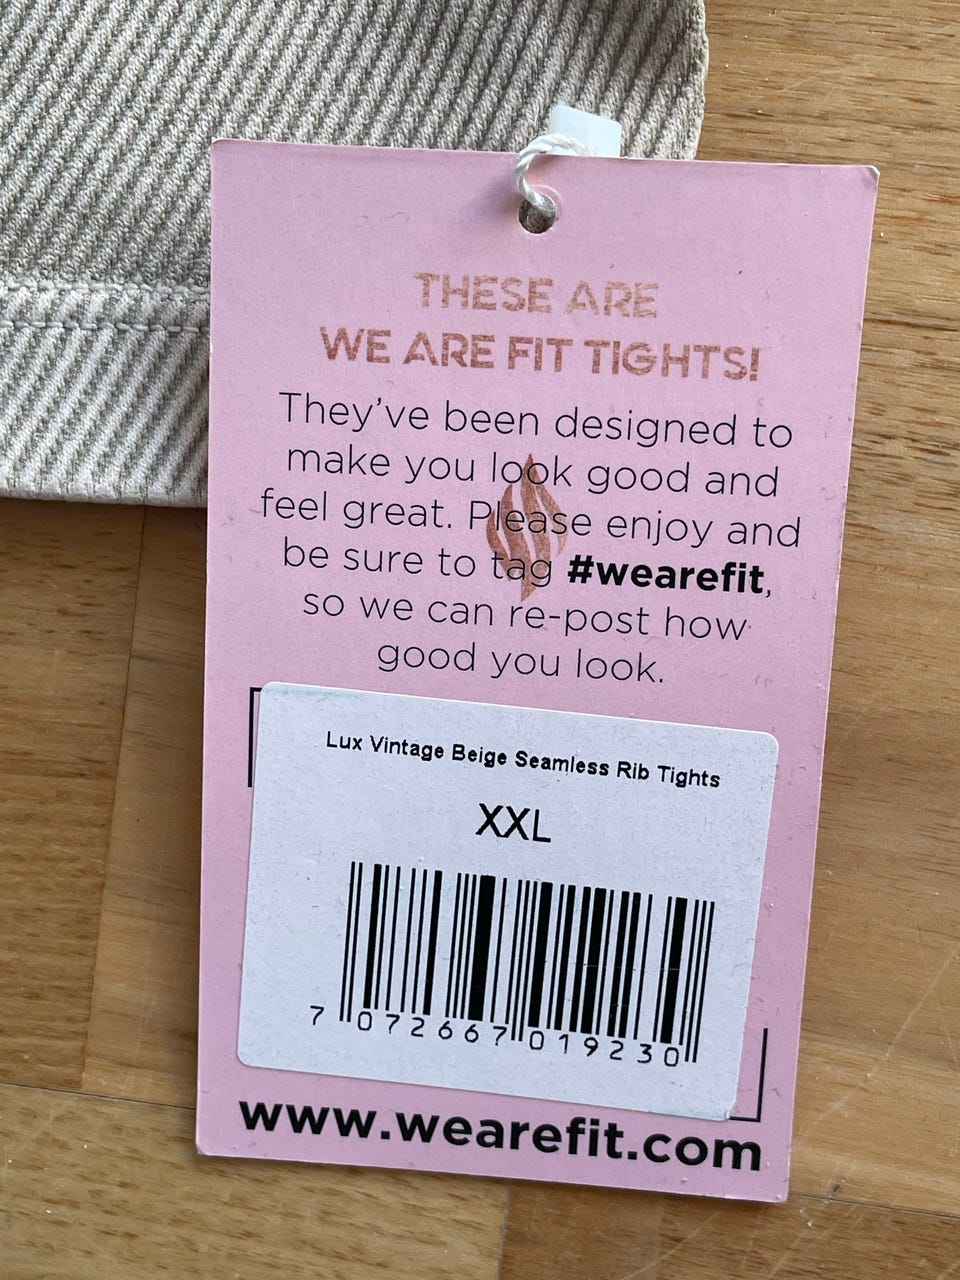 THESE ARE
WE ARE FIT TIGHTS!
They've been designed to
make you look good and
feel great. Please enjoy and
be sure to tag #wearefit,
so we can re-post how
good you look.
Lux Vintage Beige Seamless Rib Tights
XXL
7 072667 019230
www.wearefit.com